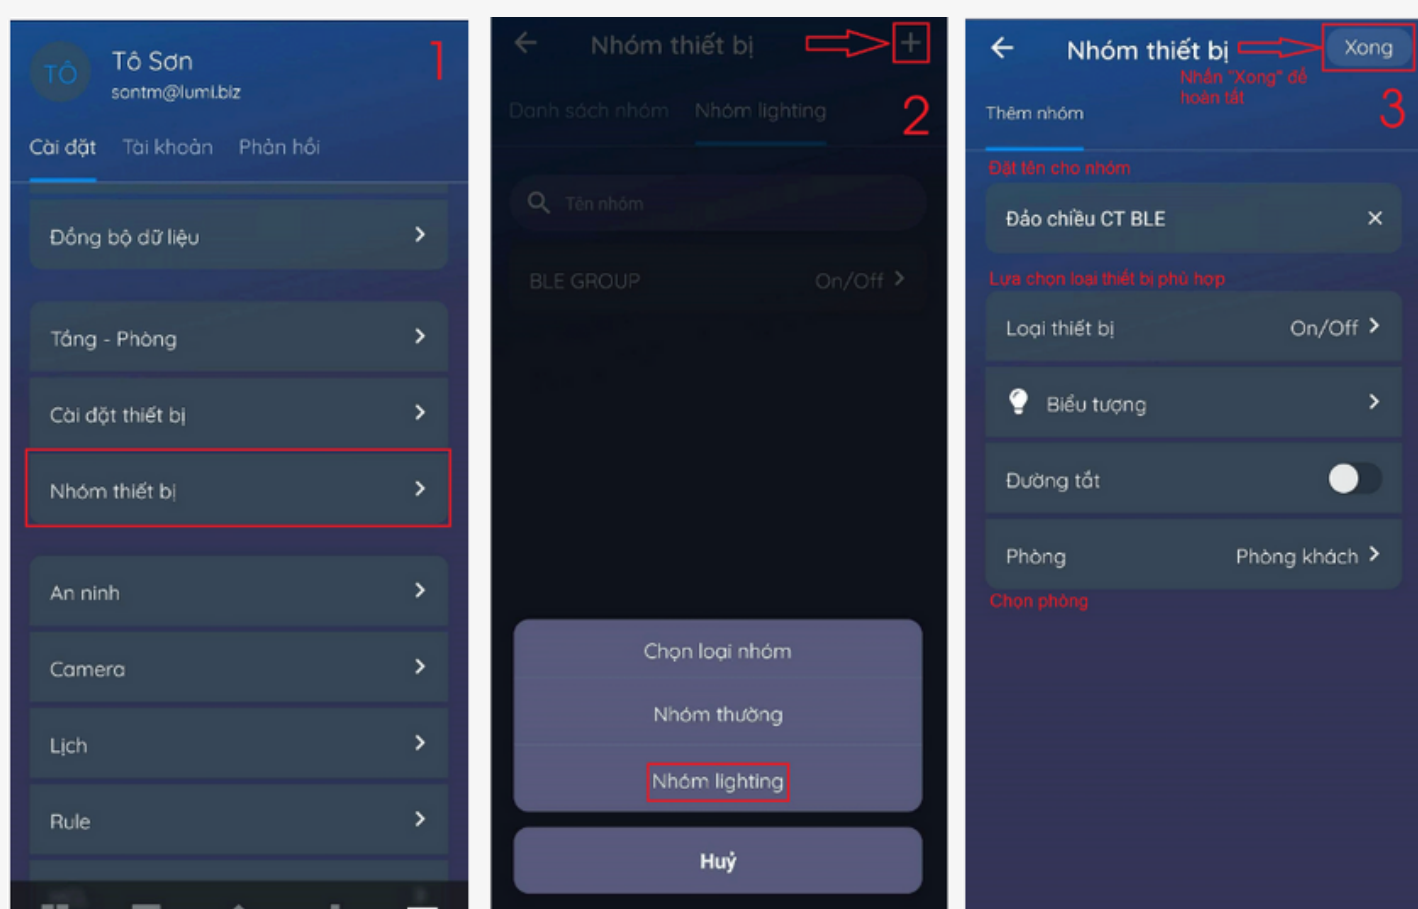 TÔ
Tô Sơn
sontm@lumi.biz
1
Cài đặt Tài khoản Phản hồi
Đồng bộ dữ liệu
Tầng - Phòng
Cài đặt thiết bị
Nhóm thiết bị
An ninh
Camera
Lịch
Rule
Nhóm thiết bị
Danh sách nhóm Nhóm lighting
2
Tên nhóm
BLE GROUP On/Off
Chọn loại nhóm
Nhóm thường
Nhóm lighting
Huỷ
Nhóm thiết bị Xong
Nhấn "Xong" để
hoàn tất
3
Thêm nhóm
Đặt tên cho nhóm
Đảo chiều CT BLE
Lựa chọn loại thiết bị phù hợp
Loại thiết bị On/Off
Biểu tượng
Đường tắt
Phòng Phòng khách
Chọn phòng